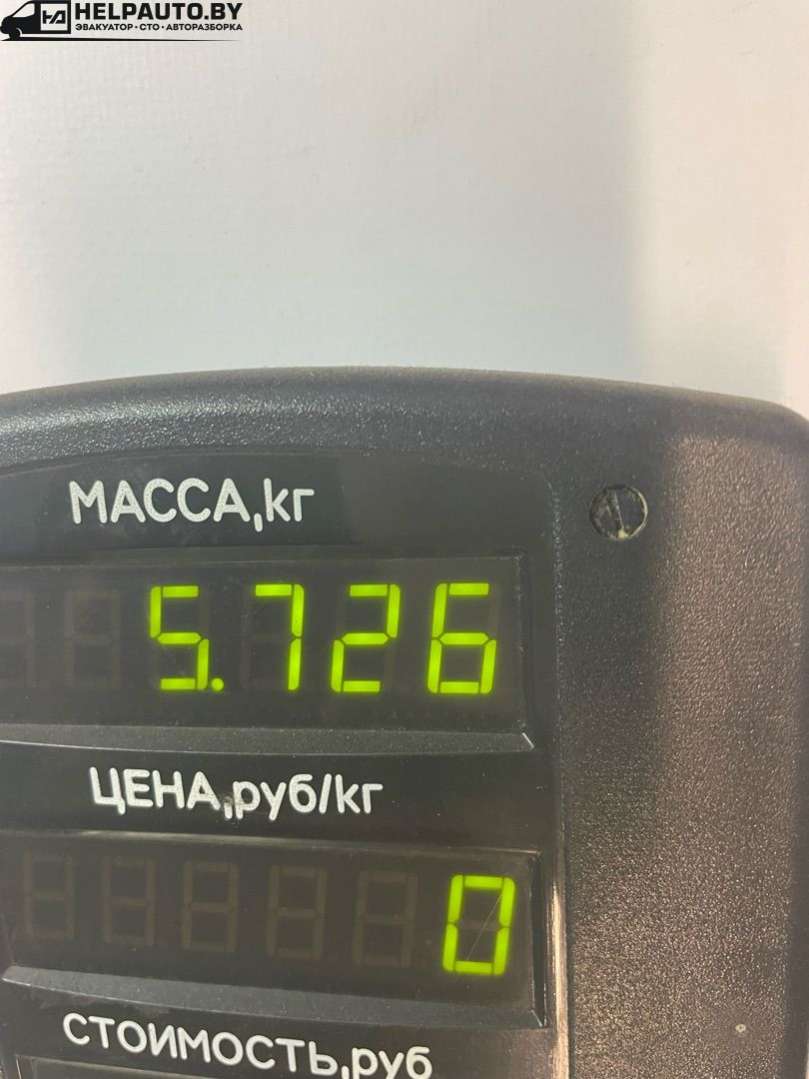 HELPAUTO.BY
ЭВАКУАТОР • СТО • АВТОРАЗБОРКА
МАССА,кг
5.726
ЦЕНА,руб/кг
0
СТОИМОСТЬ,руб